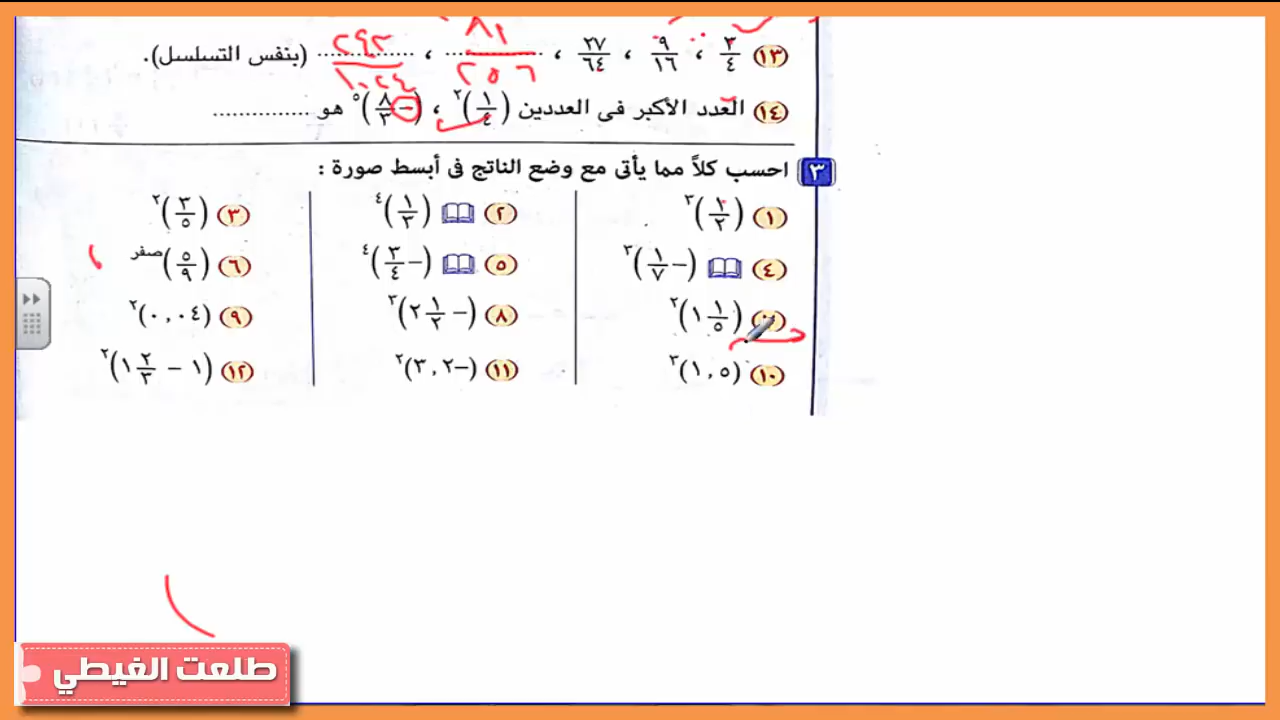 (١٣) ٣/٤ ، ٩/١٦ ، ٢٧/٦٤ ، ٨١/٢٥٦ ، ٢٩٢/١٠٢٤ (بنفس التسلسل).
(١٤) العدد الأكبر فى العددين (١/٤)^٢ ، (-٨/٣)^٥ هو ................
٣ احسب كلاً مما يأتى مع وضع الناتج فى أبسط صورة :
(١) (١/٢)^٣ (٢) (١/٣)^٤ (٣) (٣/٥)^٢
(٤) (-١/٧)^٣ (٥) (-٣/٤)^٤ (٦) (٥/٩)^صفر ١
(١ ١/٥)^٢ (٨) (-٢ ١/٢)^٣ (٩) (٠,٠٤)^٢
(١٠) (١,٥)^٣ (١١) (-٣,٢)^٢ (١٢) (١ - ١ ٢/٣)^٢
طلعت الغيطي